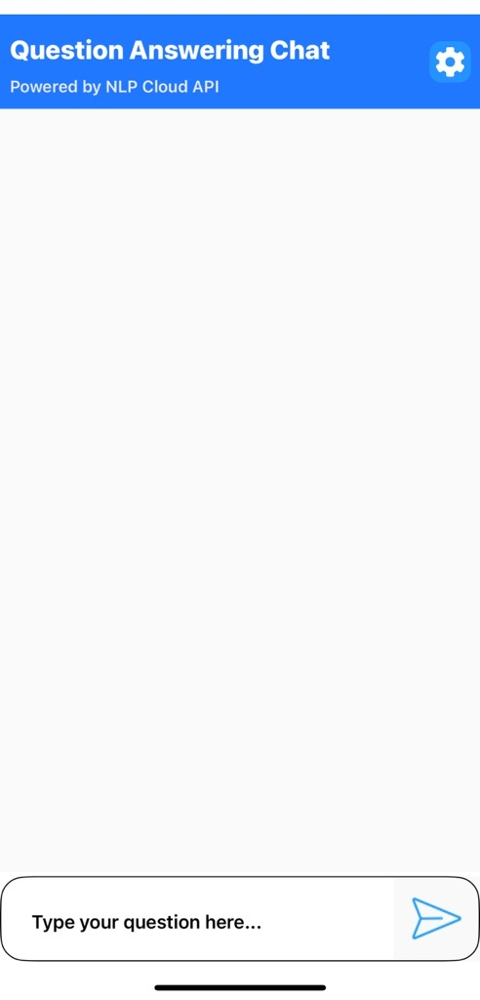 Question Answering Chat
Powered by NLP Cloud API
Type your question here...